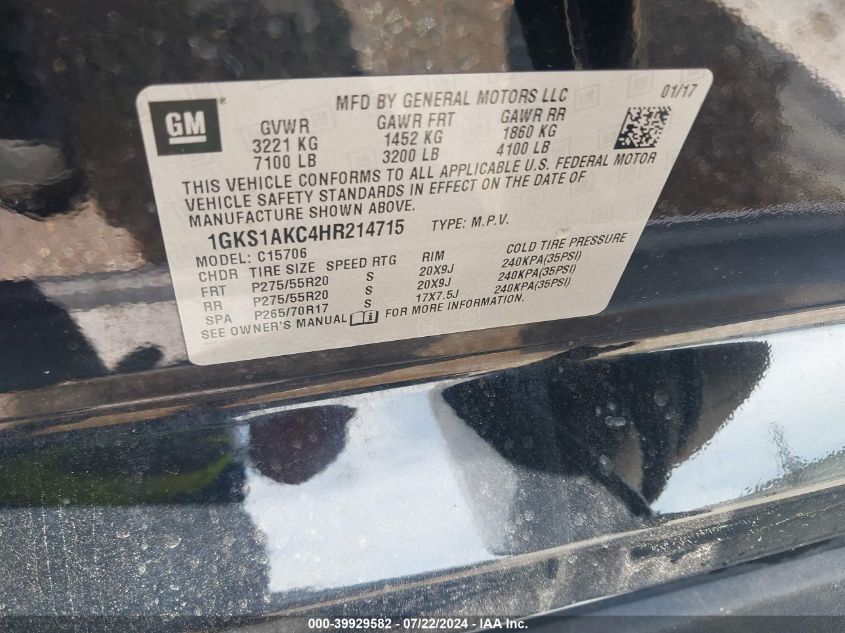 GM®
MFD BY GENERAL MOTORS LLC 01/17
GVWR GAWR FRT GAWR RR
3221 KG 1452 KG 1860 KG
7100 LB 3200 LB 4100 LB
THIS VEHICLE CONFORMS TO ALL APPLICABLE U.S. FEDERAL MOTOR
VEHICLE SAFETY STANDARDS IN EFFECT ON THE DATE OF
MANUFACTURE SHOWN ABOVE.
1GKS1AKC4HR214715 TYPE: M.P.V.
MODEL: C15706
CHDR TIRE SIZE SPEED RTG RIM COLD TIRE PRESSURE
FRT P275/55R20 S 20X9J 240KPA(35PSI)
RR P275/55R20 S 20X9J 240KPA(35PSI)
SPA P265/70R17 S 17X7.5J 240KPA(35PSI)
SEE OWNER'S MANUAL FOR MORE INFORMATION.
000-39929582 - 07/22/2024 - IAA Inc.